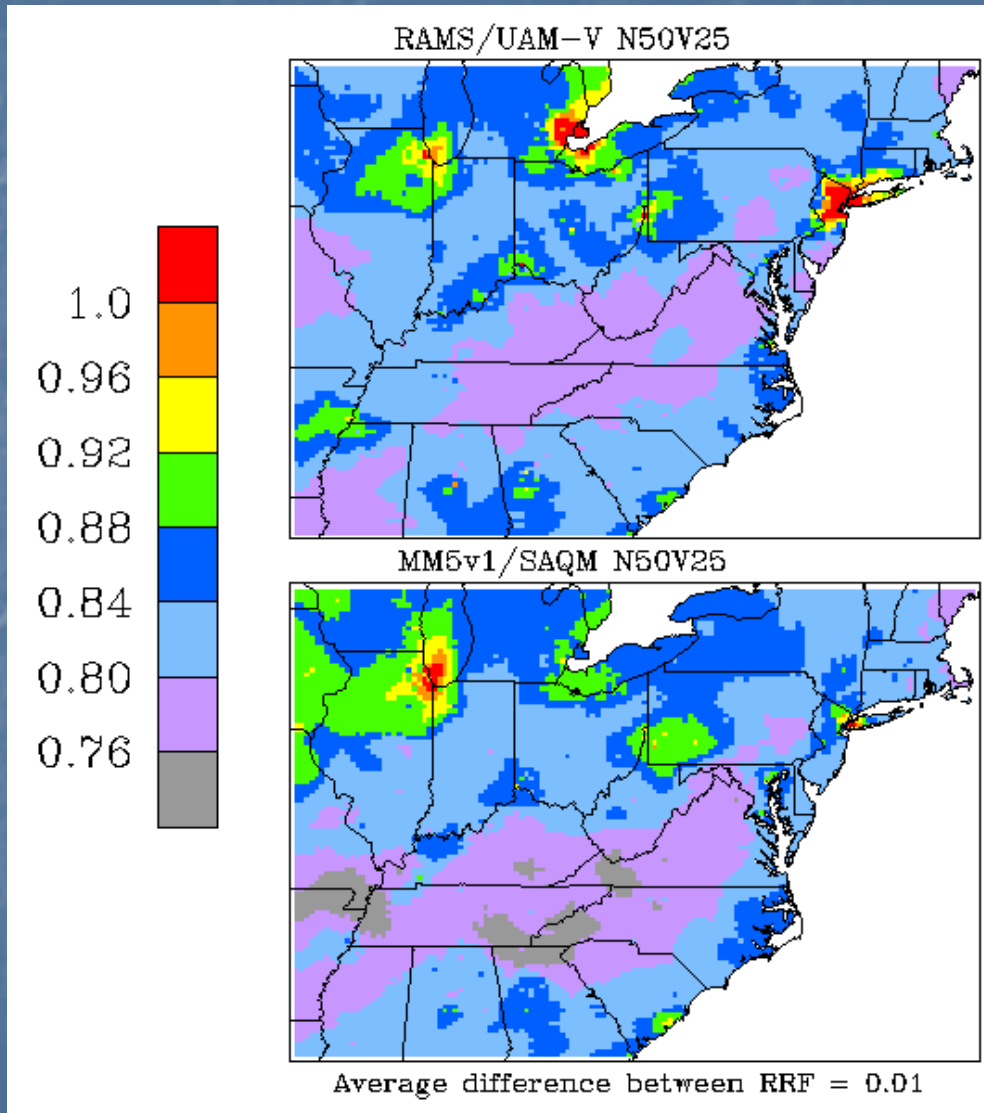 RAMS/UAM-V N50V25
1.0
0.96
0.92
0.88
0.84
0.80
0.76
MM5v1/SAQM N50V25
Average difference between RRF = 0.01